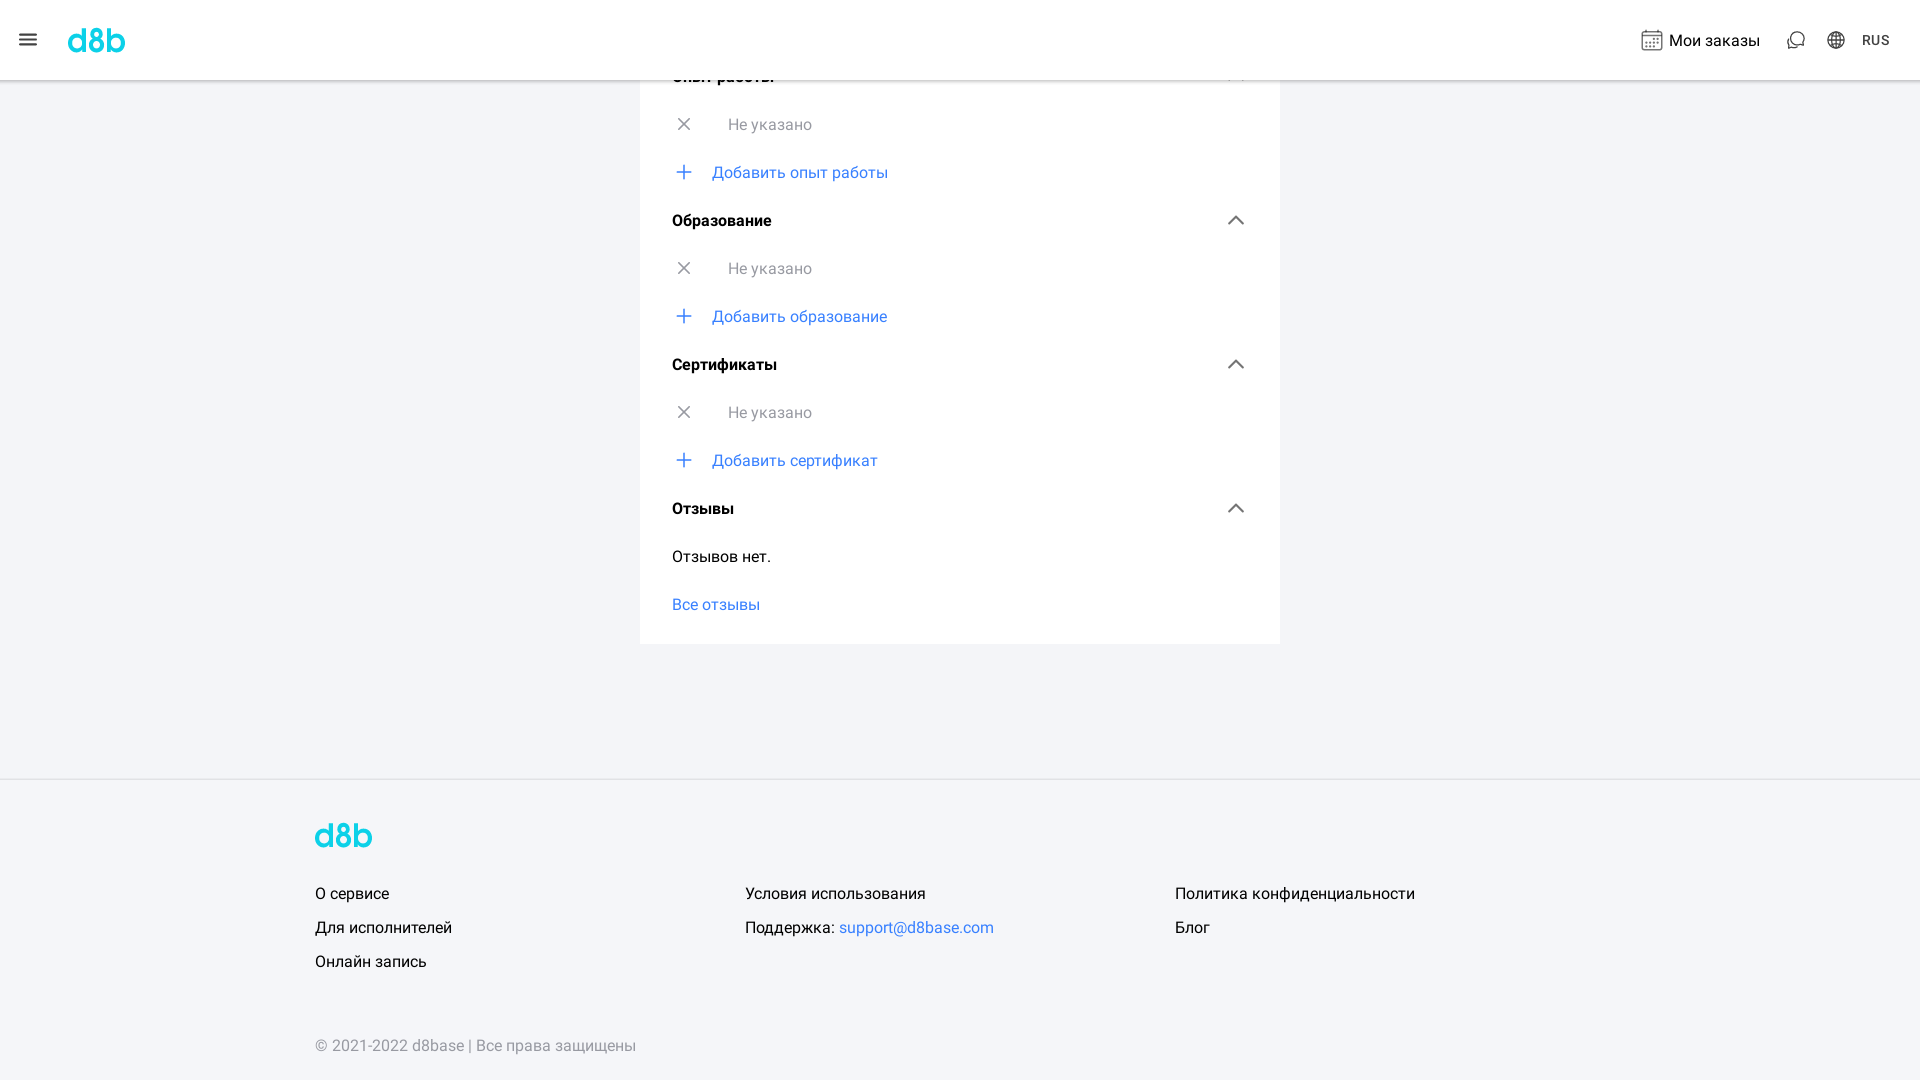 d8b
Мои заказы
RUS
Опыт работы
Не указано
Добавить опыт работы
Образование
Не указано
Добавить образование
Сертификаты
Не указано
Добавить сертификат
Отзывы
Отзывов нет.
Все отзывы
d8b
О сервисе
Условия использования
Политика конфиденциальности
Для исполнителей
Поддержка: support@d8base.com
Блог
Онлайн запись
© 2021-2022 d8base | Все права защищены